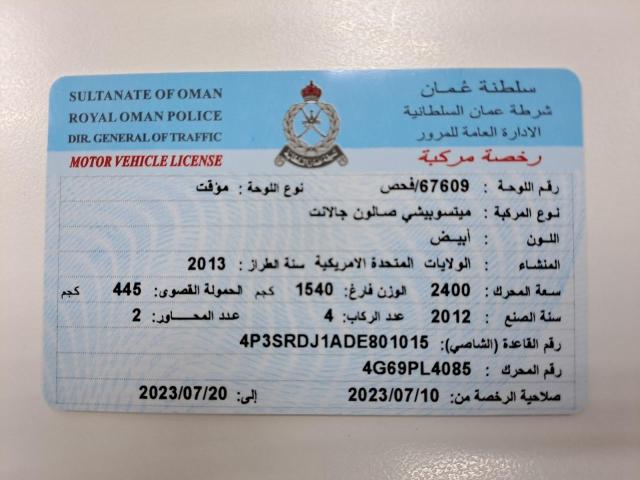 SULTANATE OF OMAN
ROYAL OMAN POLICE
DIR. GENERAL OF TRAFFIC
MOTOR VEHICLE LICENSE
سلطنة عُمان
شرطة عمان السلطانية
الادارة العامة للمرور
رخصة مركبة
رقم اللوحة : 67609/فحص نوع اللوحة : مؤقت
نوع المركبة : ميتسوبيشي صالون جالانت
اللون : أبيض
المنشاء : الولايات المتحدة الامريكية سنة الطراز : 2013
سعة المحرك : 2400 الوزن فارغ: 1540 كجم الحمولة القصوى: 445 كجم
سنة الصنع : 2012 عدد الركاب: 4 عدد المحــاور: 2
رقم القاعدة (الشاصي): 4P3SRDJ1ADE801015
رقم المحرك : 4G69PL4085
صلاحية الرخصة من: 2023/07/10 إلى: 2023/07/20